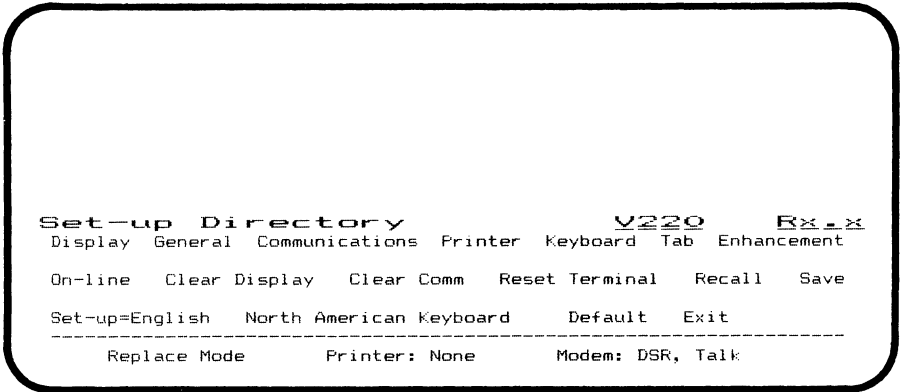 Set-up Directory V220 Rx.x
Display General Communications Printer Keyboard Tab Enhancement
On-line Clear Display Clear Comm Reset Terminal Recall Save
Set-up=English North American Keyboard Default Exit
Replace Mode Printer: None Modem: DSR, Talk